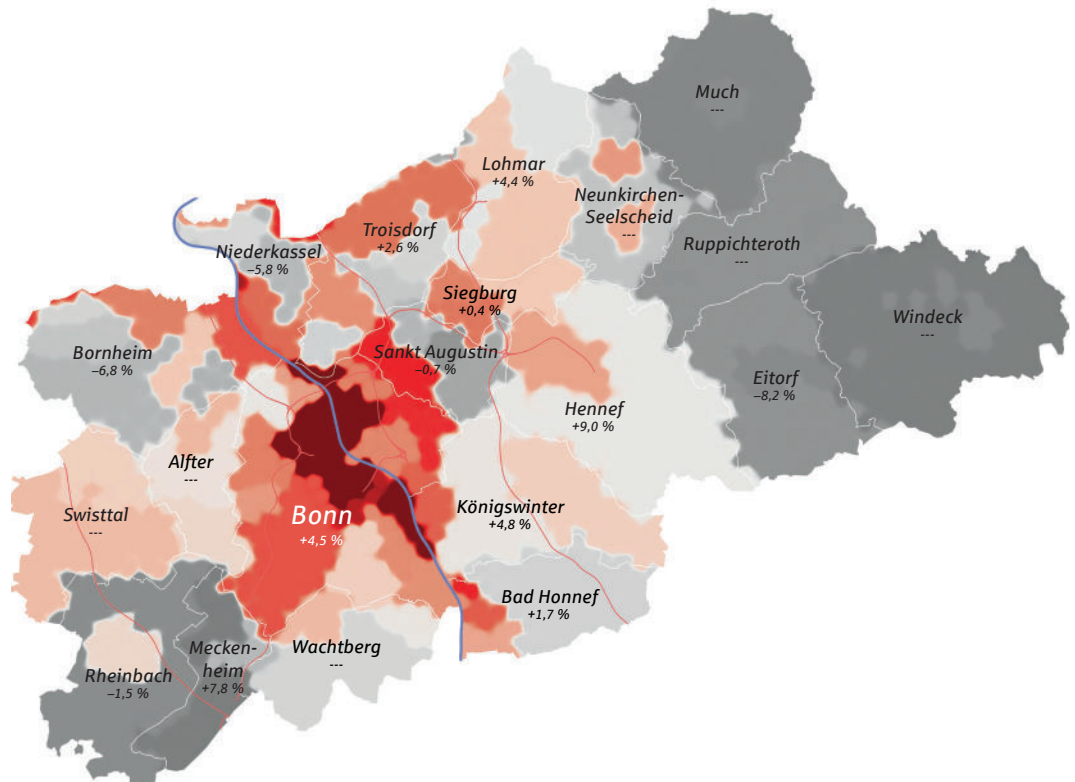 Much
---
Lohmar
+4,4 %
Neunkirchen-
Seelscheid
---
Troisdorf
+2,6 %
Niederkassel
–5,8 %
Ruppichteroth
---
Siegburg
+0,4 %
Windeck
---
Bornheim
–6,8 %
Sankt Augustin
–0,7 %
Eitorf
–8,2 %
Hennef
+9,0 %
Alfter
---
Swisttal
---
Bonn
+4,5 %
Königswinter
+4,8 %
Bad Honnef
+1,7 %
Wachtberg
---
Mecken-
heim
+7,8 %
Rheinbach
–1,5 %